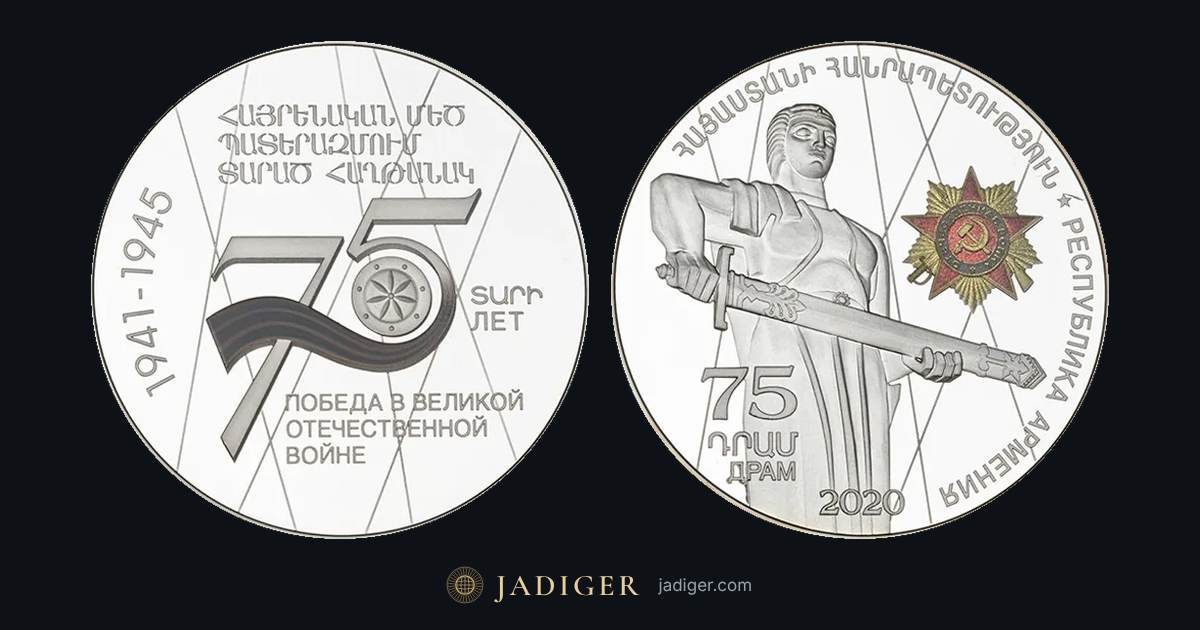 ՀԱՅՐԵՆԱԿԱՆ ՄԵԾ
ՊԱՏԵՐԱԶՄՈՒՄ
ՏԱՐԱԾ ՀԱՂԹԱՆԱԿ
1941-1945
75
ՏԱՐԻ
ЛЕТ
ПОБЕДА В ВЕЛИКОЙ
ОТЕЧЕСТВЕННОЙ
ВОЙНЕ
ՀԱՅԱՍՏԱՆԻ ՀԱՆՐԱՊԵՏՈՒԹՅՈՒՆ ★ РЕСПУБЛИКА АРМЕНИЯ
75
ԴՐԱՄ
ДРАМ
2020
JADIGER jadiger.com